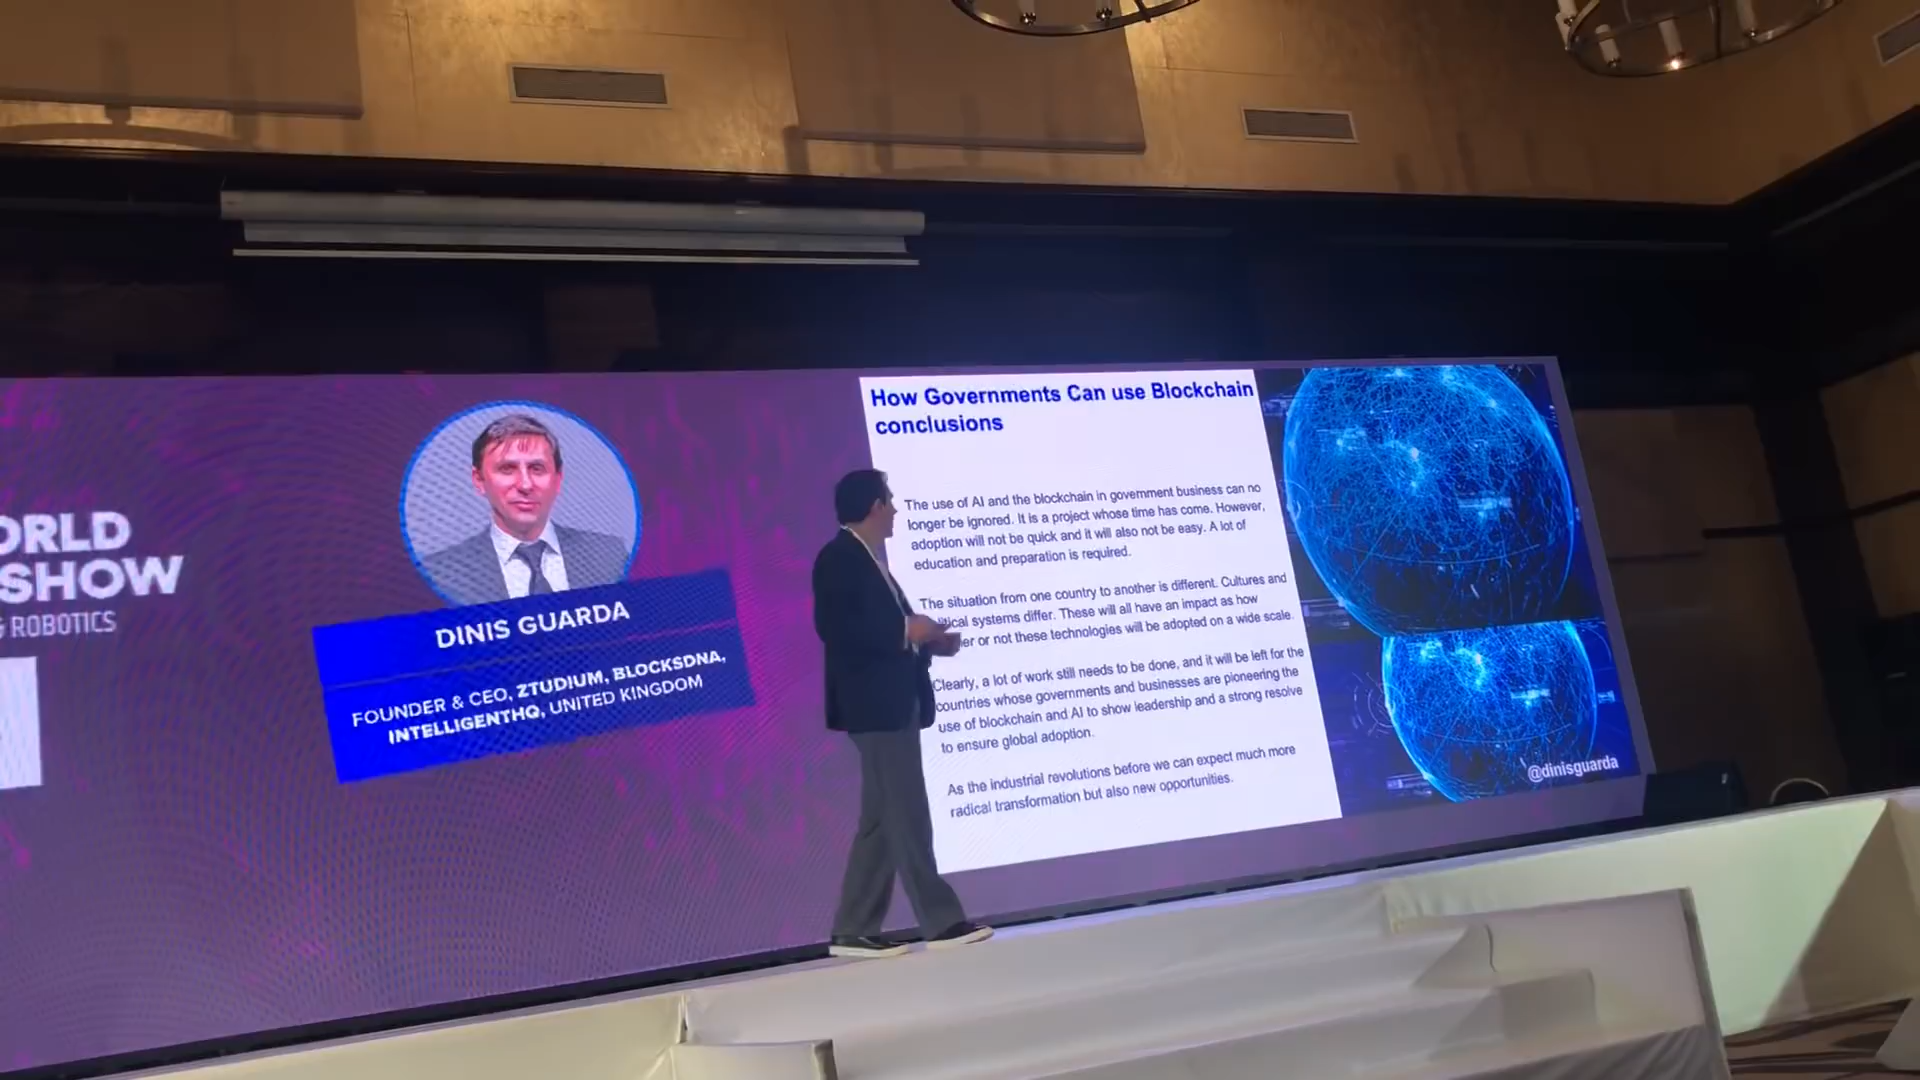 ORLD
SHOW
& ROBOTICS
DINIS GUARDA
FOUNDER & CEO, ZTUDIUM, BLOCKSDNA,
INTELLIGENTHQ, UNITED KINGDOM
How Governments Can use Blockchain
conclusions
The use of AI and the blockchain in government business can no
longer be ignored. It is a project whose time has come. However,
adoption will not be quick and it will also not be easy. A lot of
education and preparation is required.
The situation from one country to another is different. Cultures and
litical systems differ. These will all have an impact as how
er or not these technologies will be adopted on a wide scale.
Clearly, a lot of work still needs to be done, and it will be left for the
countries whose governments and businesses are pioneering the
use of blockchain and AI to show leadership and a strong resolve
to ensure global adoption.
As the industrial revolutions before we can expect much more
radical transformation but also new opportunities.
@dinisguarda